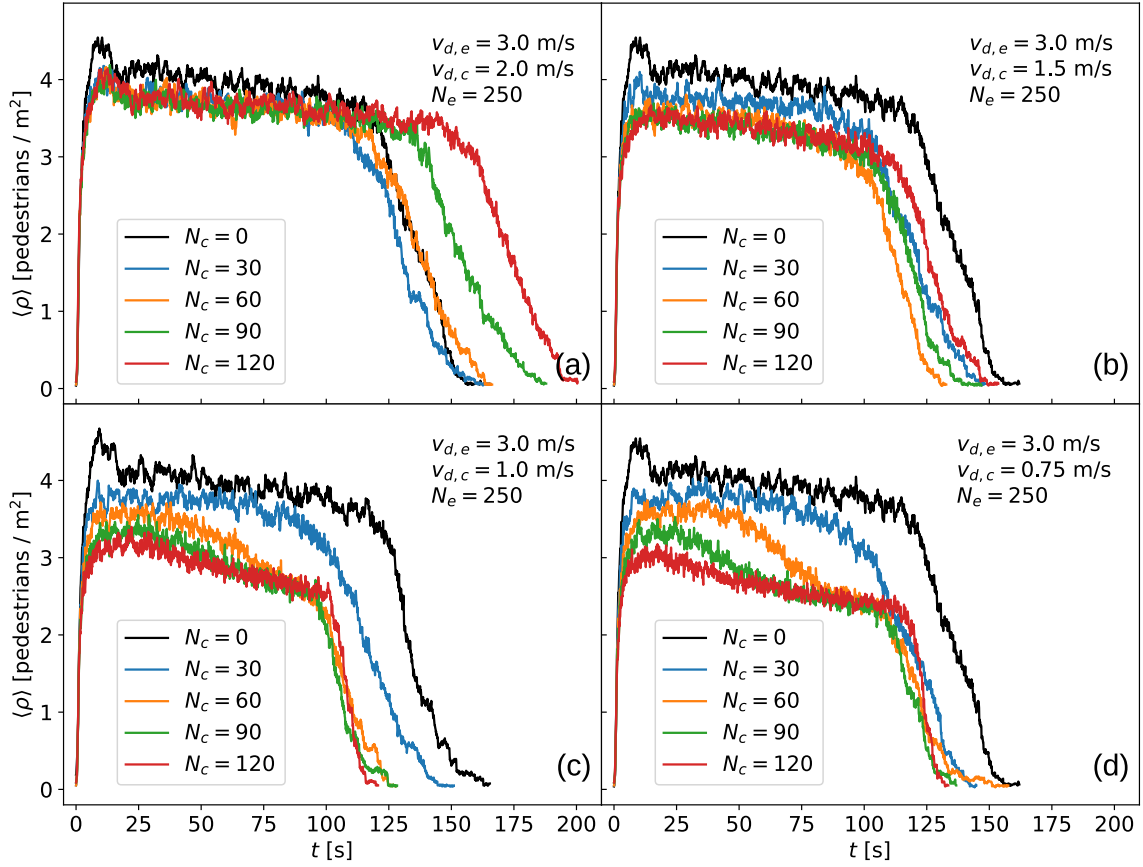 v_{d,e} = 3.0 m/s
v_{d,c} = 2.0 m/s
N_e = 250
⟨ρ⟩ [pedestrians / m²]
4
3
2
1
0
N_c = 0
N_c = 30
N_c = 60
N_c = 90
N_c = 120
(a)
v_{d,e} = 3.0 m/s
v_{d,c} = 1.5 m/s
N_e = 250
N_c = 0
N_c = 30
N_c = 60
N_c = 90
N_c = 120
(b)
v_{d,e} = 3.0 m/s
v_{d,c} = 1.0 m/s
N_e = 250
⟨ρ⟩ [pedestrians / m²]
4
3
2
1
0
N_c = 0
N_c = 30
N_c = 60
N_c = 90
N_c = 120
(c)
0 25 50 75 100 125 150 175 200
t [s]
v_{d,e} = 3.0 m/s
v_{d,c} = 0.75 m/s
N_e = 250
N_c = 0
N_c = 30
N_c = 60
N_c = 90
N_c = 120
(d)
0 25 50 75 100 125 150 175 200
t [s]